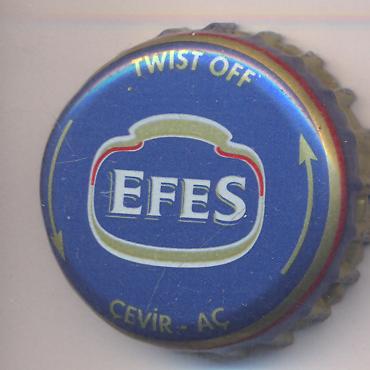 TWIST OFF
EFES
ÇEVİR - AÇ